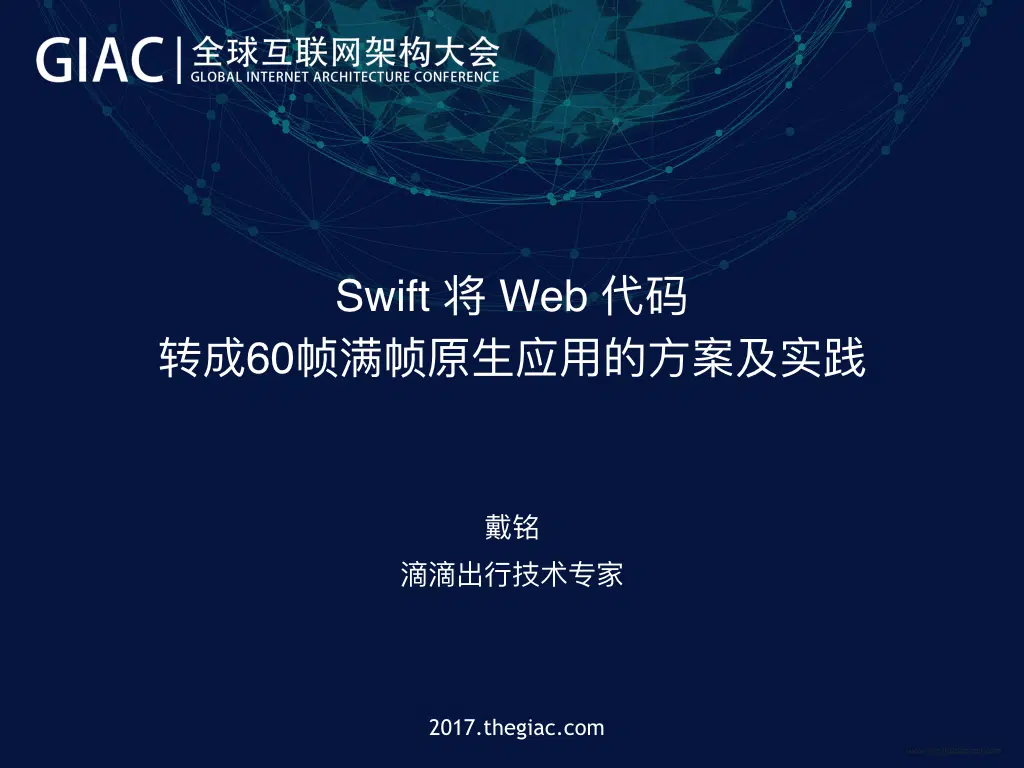 GIAC
全球互联网架构大会
GLOBAL INTERNET ARCHITECTURE CONFERENCE
Swift 将 Web 代码
转成60帧满帧原生应用的方案及实践
戴铭
滴滴出行技术专家
2017.thegiac.com